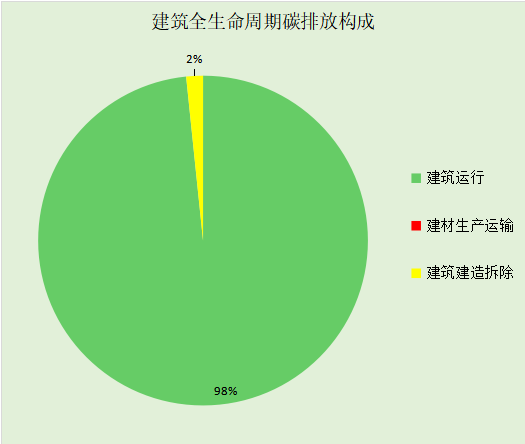 建筑全生命周期碳排放构成
2%
建筑运行
建材生产运输
建筑建造拆除
98%